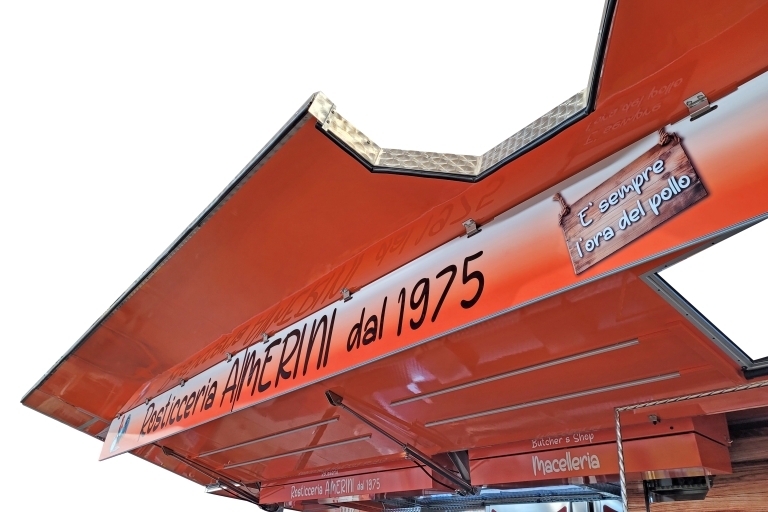 E' sempre
l'ora del pollo
Rosticceria AMERINI dal 1975
Butcher's Shop
Macelleria
Rosticceria AMERINI dal 1975